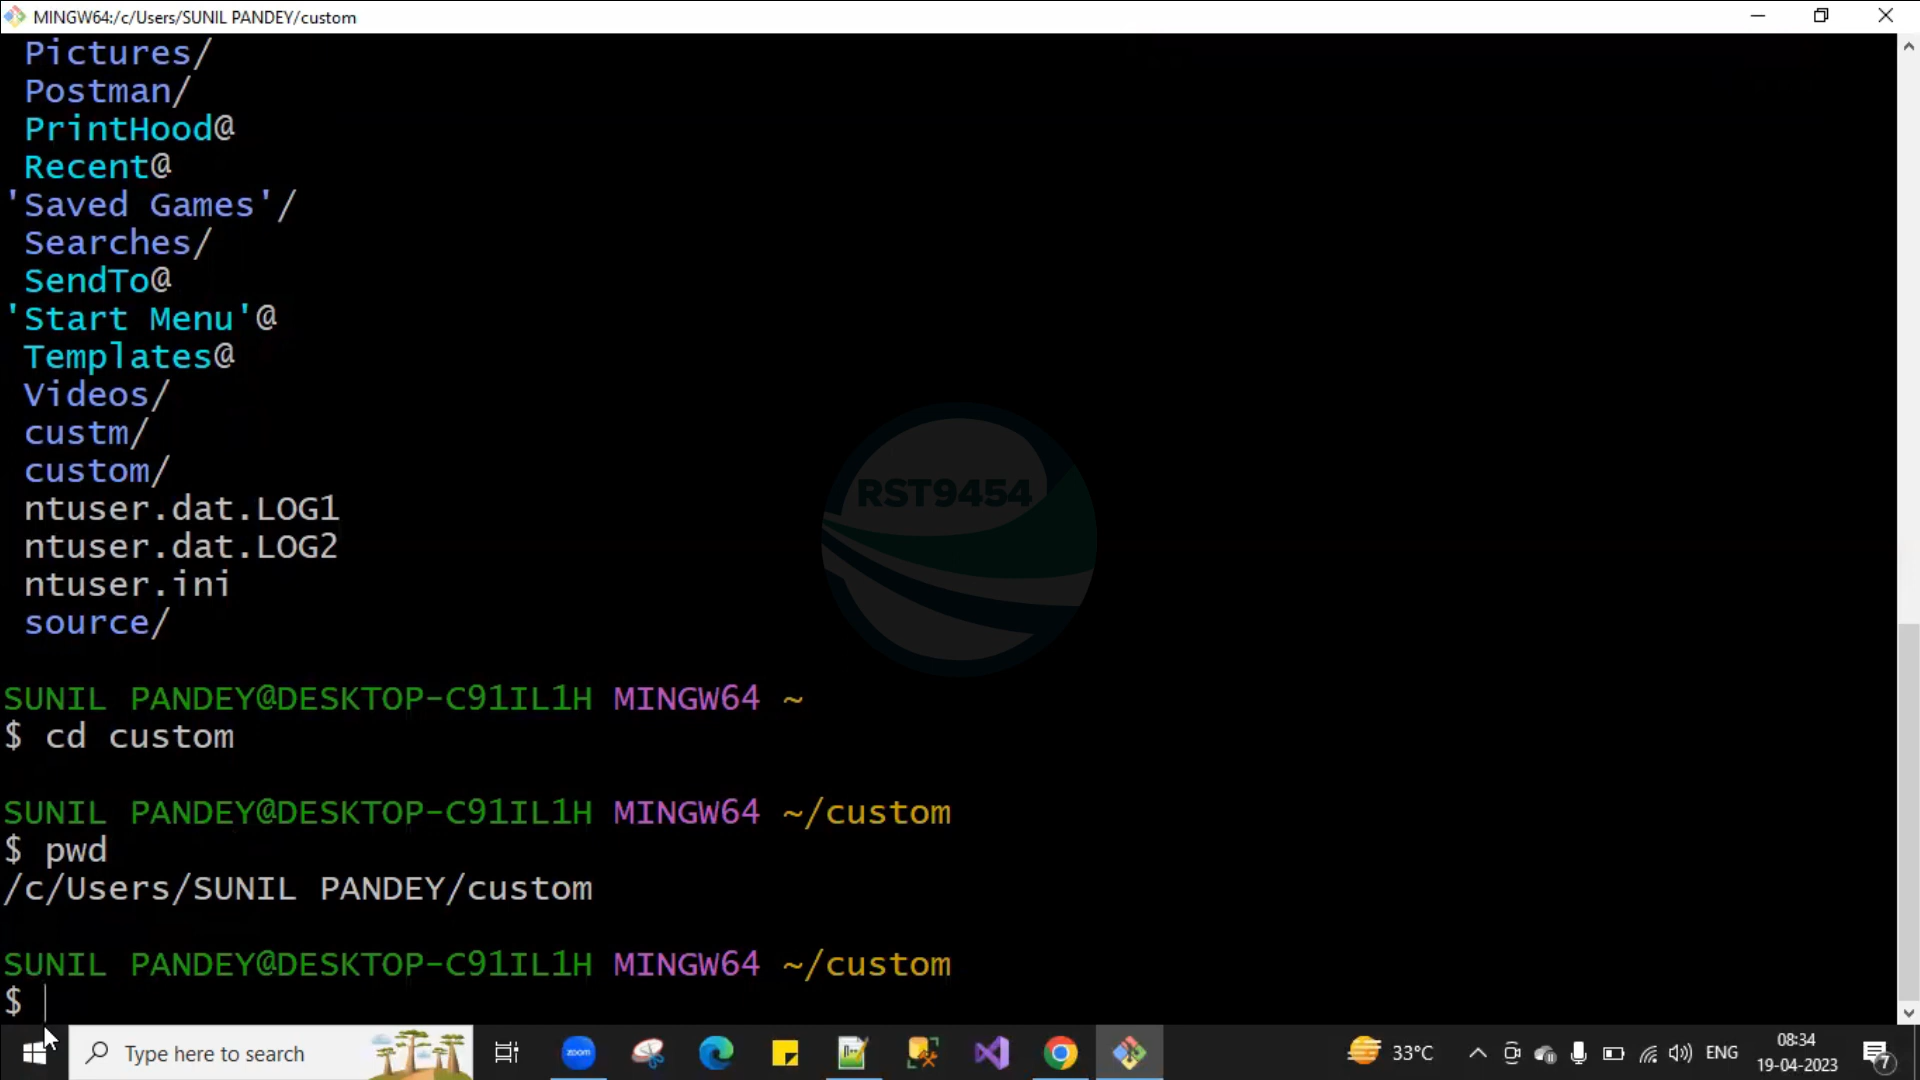 MINGW64:/c/Users/SUNIL PANDEY/custom
Pictures/
Postman/
PrintHood@
Recent@
'Saved Games'/
Searches/
SendTo@
'Start Menu'@
Templates@
Videos/
custm/
custom/
ntuser.dat.LOG1
ntuser.dat.LOG2
ntuser.ini
source/
RST9454
SUNIL PANDEY@DESKTOP-C91IL1H MINGW64 ~
$ cd custom
SUNIL PANDEY@DESKTOP-C91IL1H MINGW64 ~/custom
$ pwd
/c/Users/SUNIL PANDEY/custom
SUNIL PANDEY@DESKTOP-C91IL1H MINGW64 ~/custom
$
Type here to search
zoom
33°C
ENG
08:34
19-04-2023
7